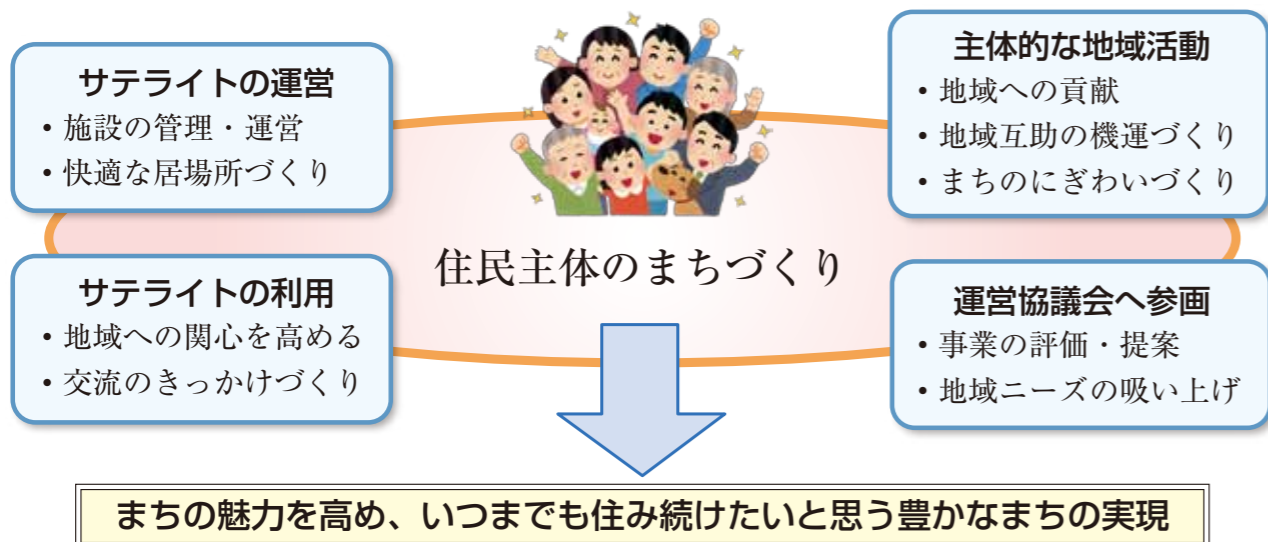 サテライトの運営
・施設の管理・運営
・快適な居場所づくり
主体的な地域活動
・地域への貢献
・地域互助の機運づくり
・まちのにぎわいづくり
住民主体のまちづくり
サテライトの利用
・地域への関心を高める
・交流のきっかけづくり
運営協議会へ参画
・事業の評価・提案
・地域ニーズの吸い上げ
まちの魅力を高め、いつまでも住み続けたいと思う豊かなまちの実現